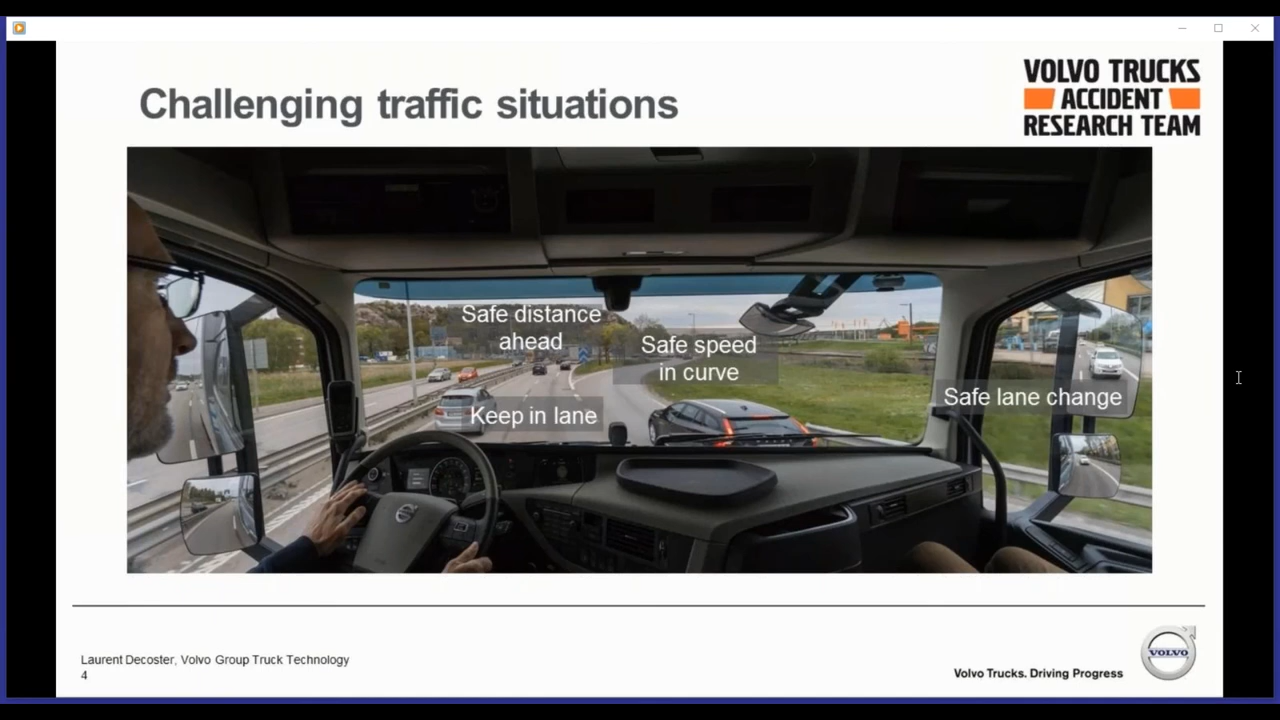 Challenging traffic situations
VOLVO TRUCKS
ACCIDENT
RESEARCH TEAM
Safe distance
ahead
Safe speed
in curve
Keep in lane
Safe lane change
Laurent Decoster, Volvo Group Truck Technology
4
Volvo Trucks. Driving Progress
VOLVO